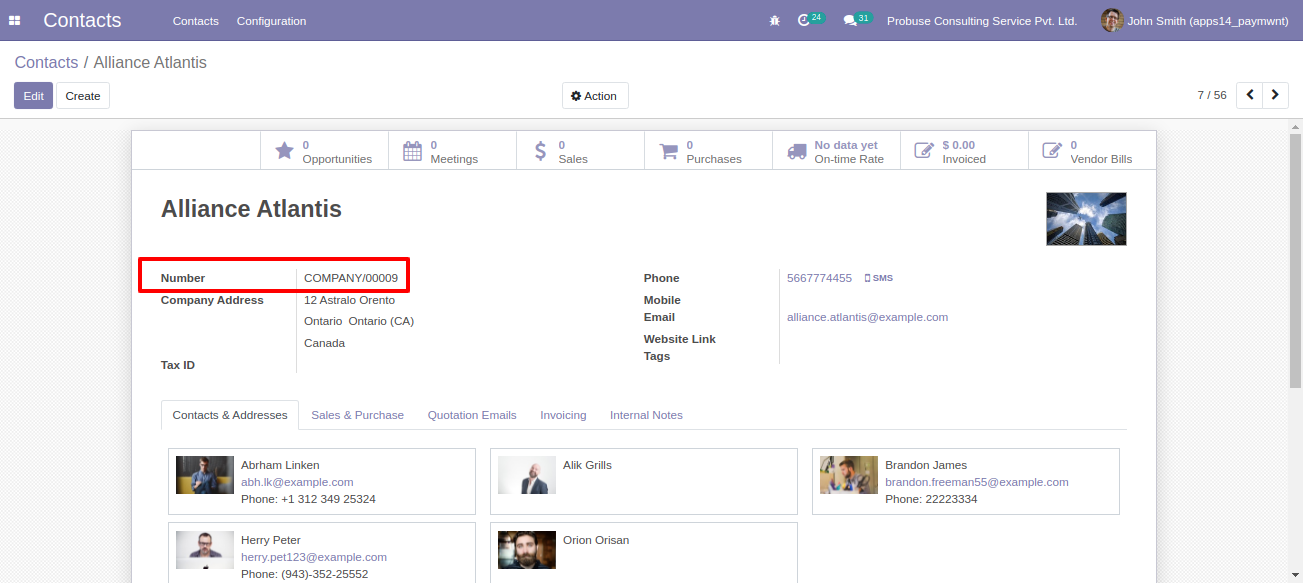 Contacts Contacts Configuration 24 31 Probuse Consulting Service Pvt. Ltd. John Smith (apps14_paymwnt)
Contacts / Alliance Atlantis
Edit Create Action 7 / 56
0 Opportunities
0 Meetings
0 Sales
0 Purchases
No data yet On-time Rate
$ 0.00 Invoiced
0 Vendor Bills
Alliance Atlantis
Number COMPANY/00009
Company Address 12 Astralo Orento
Ontario Ontario (CA)
Canada
Tax ID
Phone 5667774455 SMS
Mobile
Email alliance.atlantis@example.com
Website Link
Tags
Contacts & Addresses Sales & Purchase Quotation Emails Invoicing Internal Notes
Abrham Linken
abh.lk@example.com
Phone: +1 312 349 25324
Alik Grills
Brandon James
brandon.freeman55@example.com
Phone: 22223334
Herry Peter
herry.pet123@example.com
Phone: (943)-352-25552
Orion Orisan